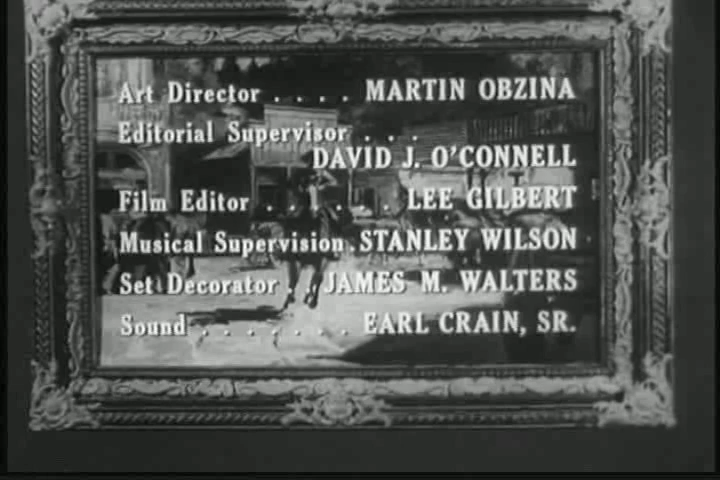 Art Director . . . . MARTIN OBZINA
Editorial Supervisor . . .
DAVID J. O'CONNELL
Film Editor . . . . . . LEE GILBERT
Musical Supervision . STANLEY WILSON
Set Decorator . . JAMES M. WALTERS
Sound . . . . . . . EARL CRAIN, SR.